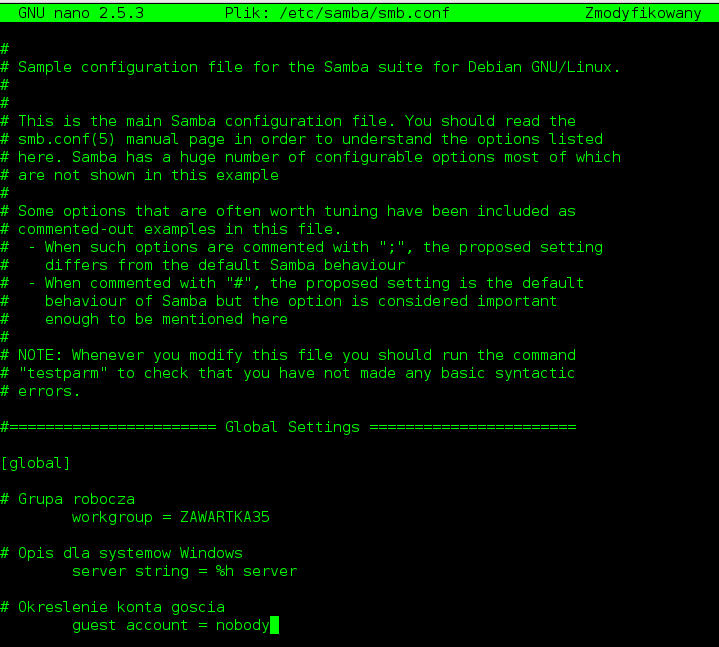 GNU nano 2.5.3 Plik: /etc/samba/smb.conf Zmodyfikowany
#
# Sample configuration file for the Samba suite for Debian GNU/Linux.
#
#
# This is the main Samba configuration file. You should read the
# smb.conf(5) manual page in order to understand the options listed
# here. Samba has a huge number of configurable options most of which
# are not shown in this example
#
# Some options that are often worth tuning have been included as
# commented-out examples in this file.
#  - When such options are commented with ";", the proposed setting
#    differs from the default Samba behaviour
#  - When commented with "#", the proposed setting is the default
#    behaviour of Samba but the option is considered important
#    enough to be mentioned here
#
# NOTE: Whenever you modify this file you should run the command
# "testparm" to check that you have not made any basic syntactic
# errors.
#======================= Global Settings =======================
[global]
# Grupa robocza
        workgroup = ZAWARTKA35
# Opis dla systemow Windows
        server string = %h server
# Okreslenie konta goscia
        guest account = nobody